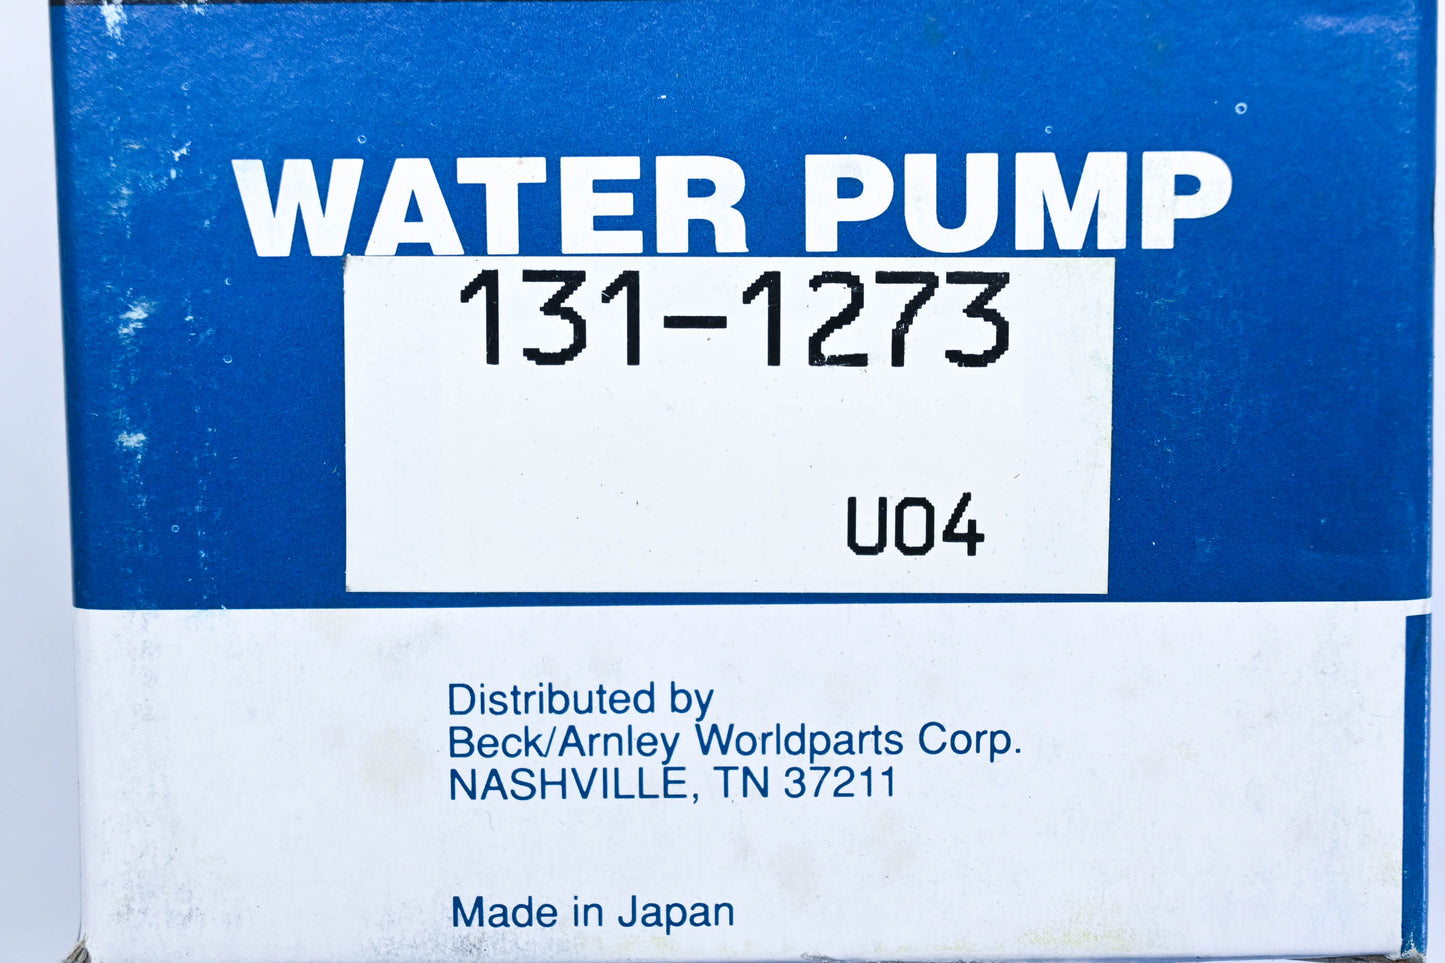 WATER PUMP
131-1273
U04
Distributed by
Beck/Arnley Worldparts Corp.
NASHVILLE, TN 37211
Made in Japan